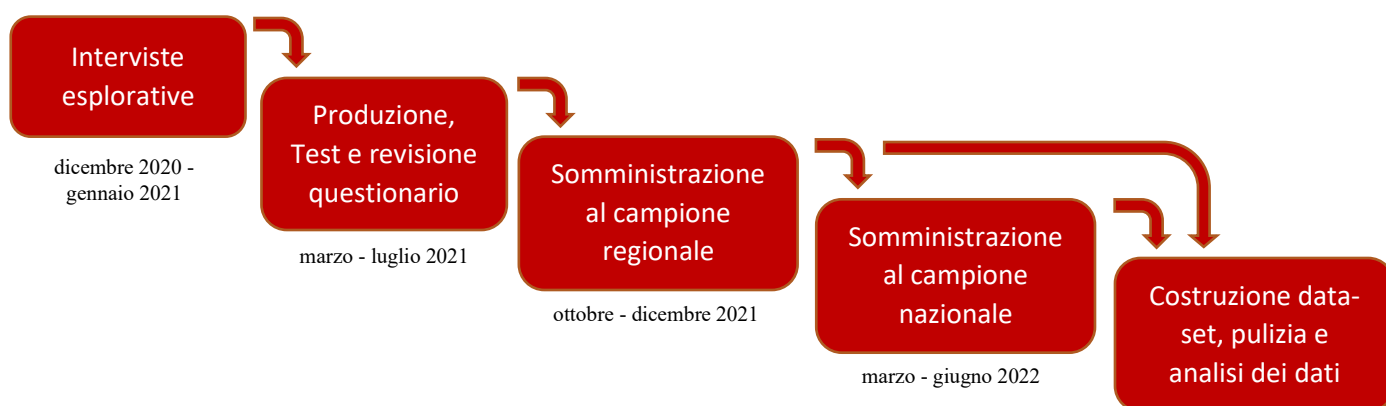 Interviste
esplorative
dicembre 2020 -
gennaio 2021
Produzione,
Test e revisione
questionario
marzo - luglio 2021
Somministrazione
al campione
regionale
ottobre - dicembre 2021
Somministrazione
al campione
nazionale
marzo - giugno 2022
Costruzione data-
set, pulizia e
analisi dei dati